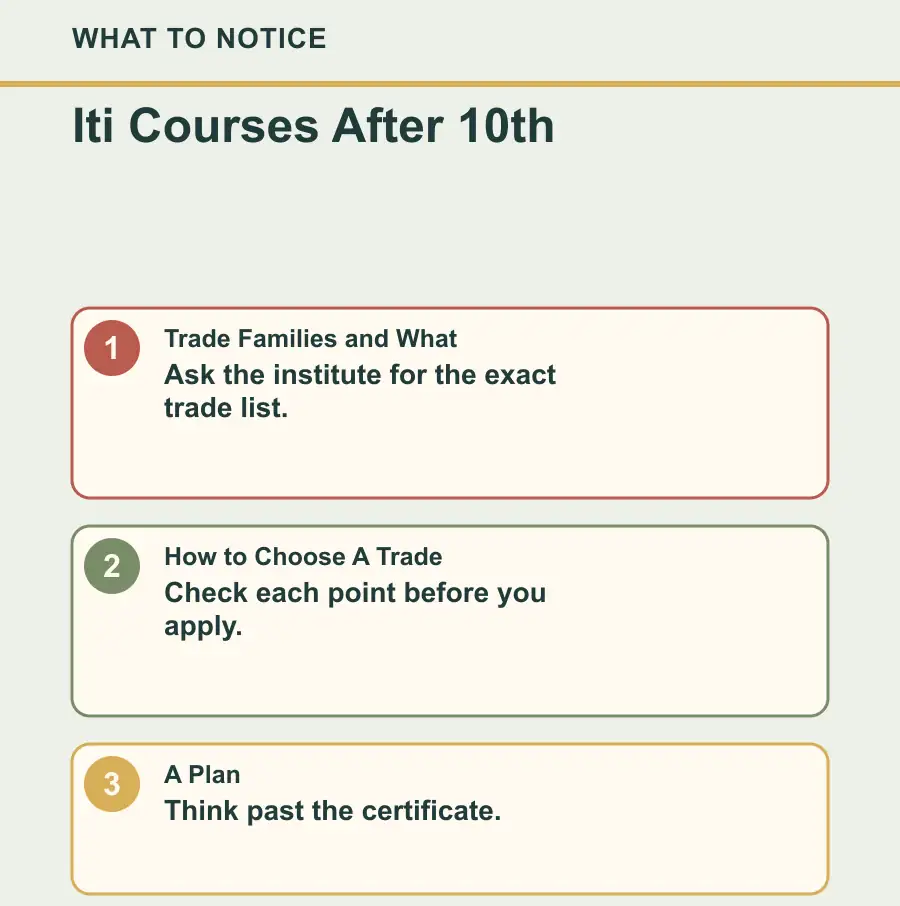 WHAT TO NOTICE
Iti Courses After 10th
1
Trade Families and What
Ask the institute for the exact
trade list.
2
How to Choose A Trade
Check each point before you
apply.
3
A Plan
Think past the certificate.